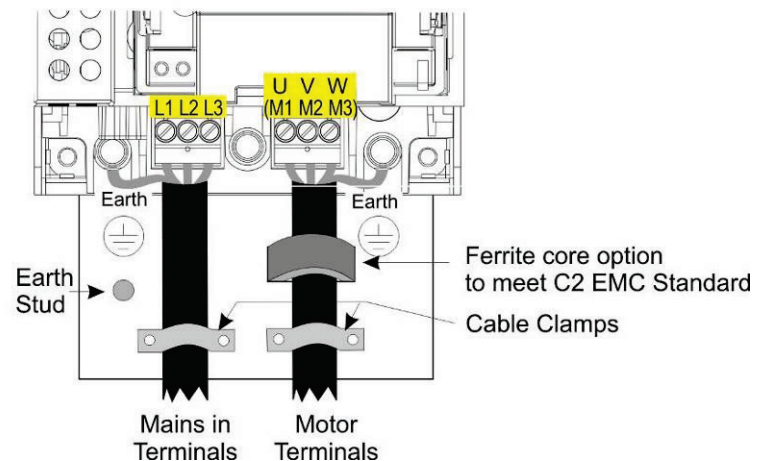 U V W
L1 L2 L3
(M1 M2 M3)
Earth
Earth
Earth
Stud
Ferrite core option
to meet C2 EMC Standard
Cable Clamps
Mains in
Terminals
Motor
Terminals